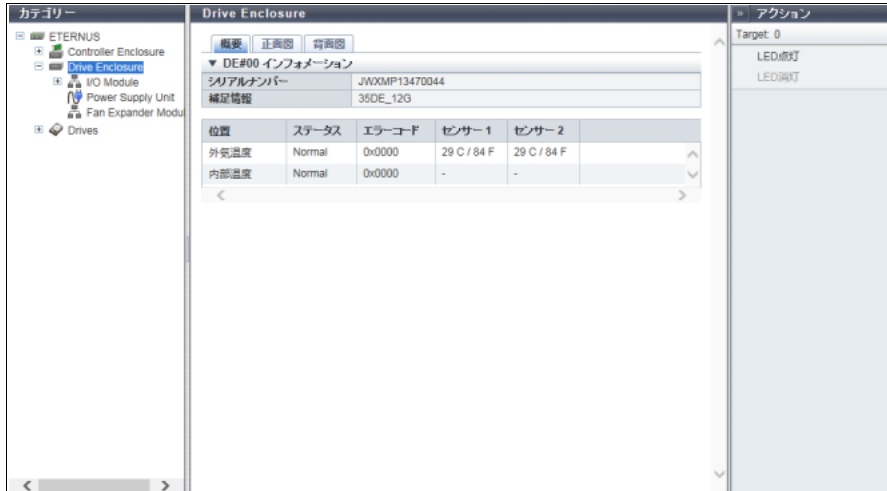 カテゴリー
ETERNUS
Controller Enclosure
Drive Enclosure
I/O Module
Power Supply Unit
Fan Expander Modul
Drives
Drive Enclosure
概要 正面図 背面図
▼ DE#00 インフォメーション
シリアルナンバー JWXMP13470044
補足情報 35DE_12G
位置 ステータス エラーコード センサー 1 センサー 2
外気温度 Normal 0x0000 29 C / 84 F 29 C / 84 F
内部温度 Normal 0x0000 - -
» アクション
Target: 0
LED点灯
LED消灯